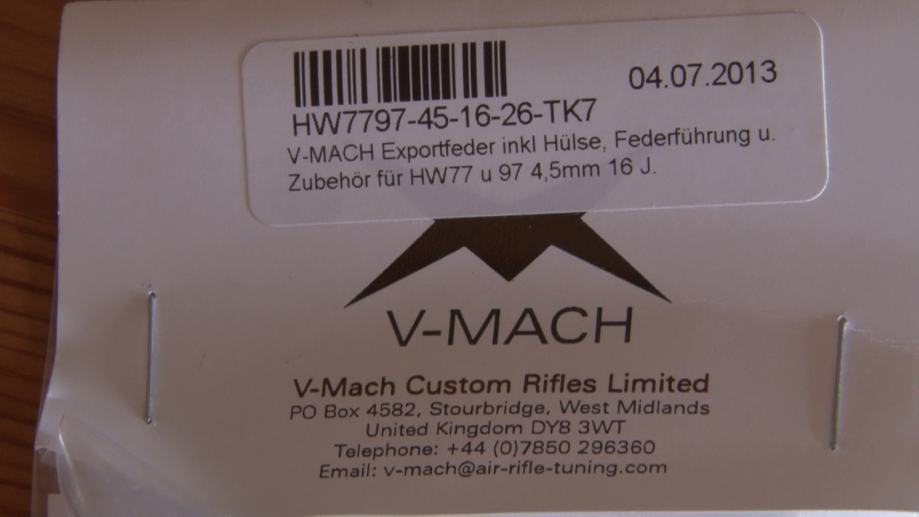 04.07.2013
HW7797-45-16-26-TK7
V-MACH Exportfeder inkl Hülse, Federführung u.
Zubehör für HW77 u 97 4,5mm 16 J.
V-MACH
V-Mach Custom Rifles Limited
PO Box 4582, Stourbridge, West Midlands
United Kingdom DY8 3WT
Telephone: +44 (0)7850 296360
Email: v-mach@air-rifle-tuning.com